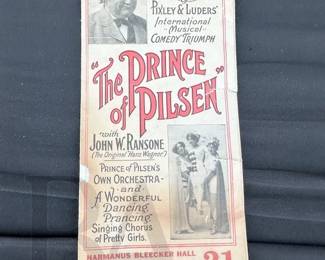 PIXLEY & LUDERS'
International
Musical
COMEDY TRIUMPH
"The PRINCE
of PILSEN"
with
JOHN W. RANSONE
(The Original "Hans Wagner")
PRINCE OF PILSEN'S
OWN ORCHESTRA
and
A WONDERFUL
Dancing,
Prancing,
Singing Chorus
of Pretty Girls.
HARMANUS BLEECKER HALL
21